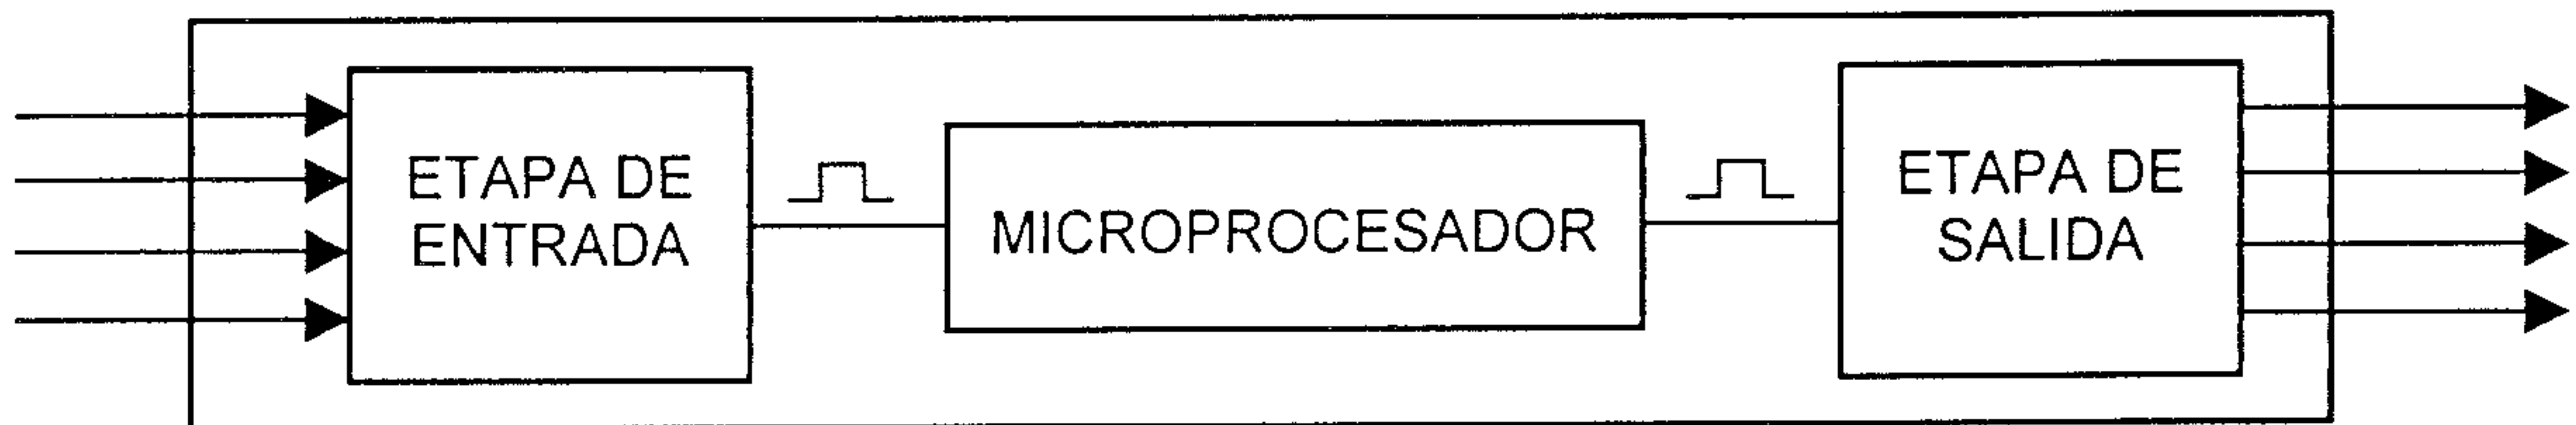 ETAPA DE
ENTRADA
MICROPROCESADOR
ETAPA DE
SALIDA